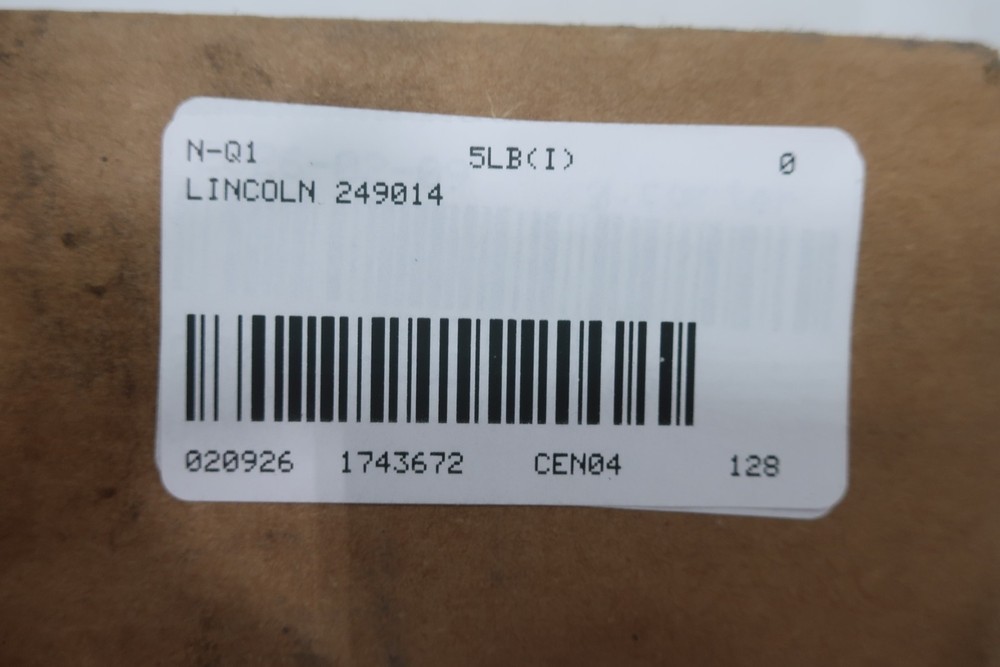 N-Q1 5LB(I) 0
LINCOLN 249014
020926 1743672 CEN04 128